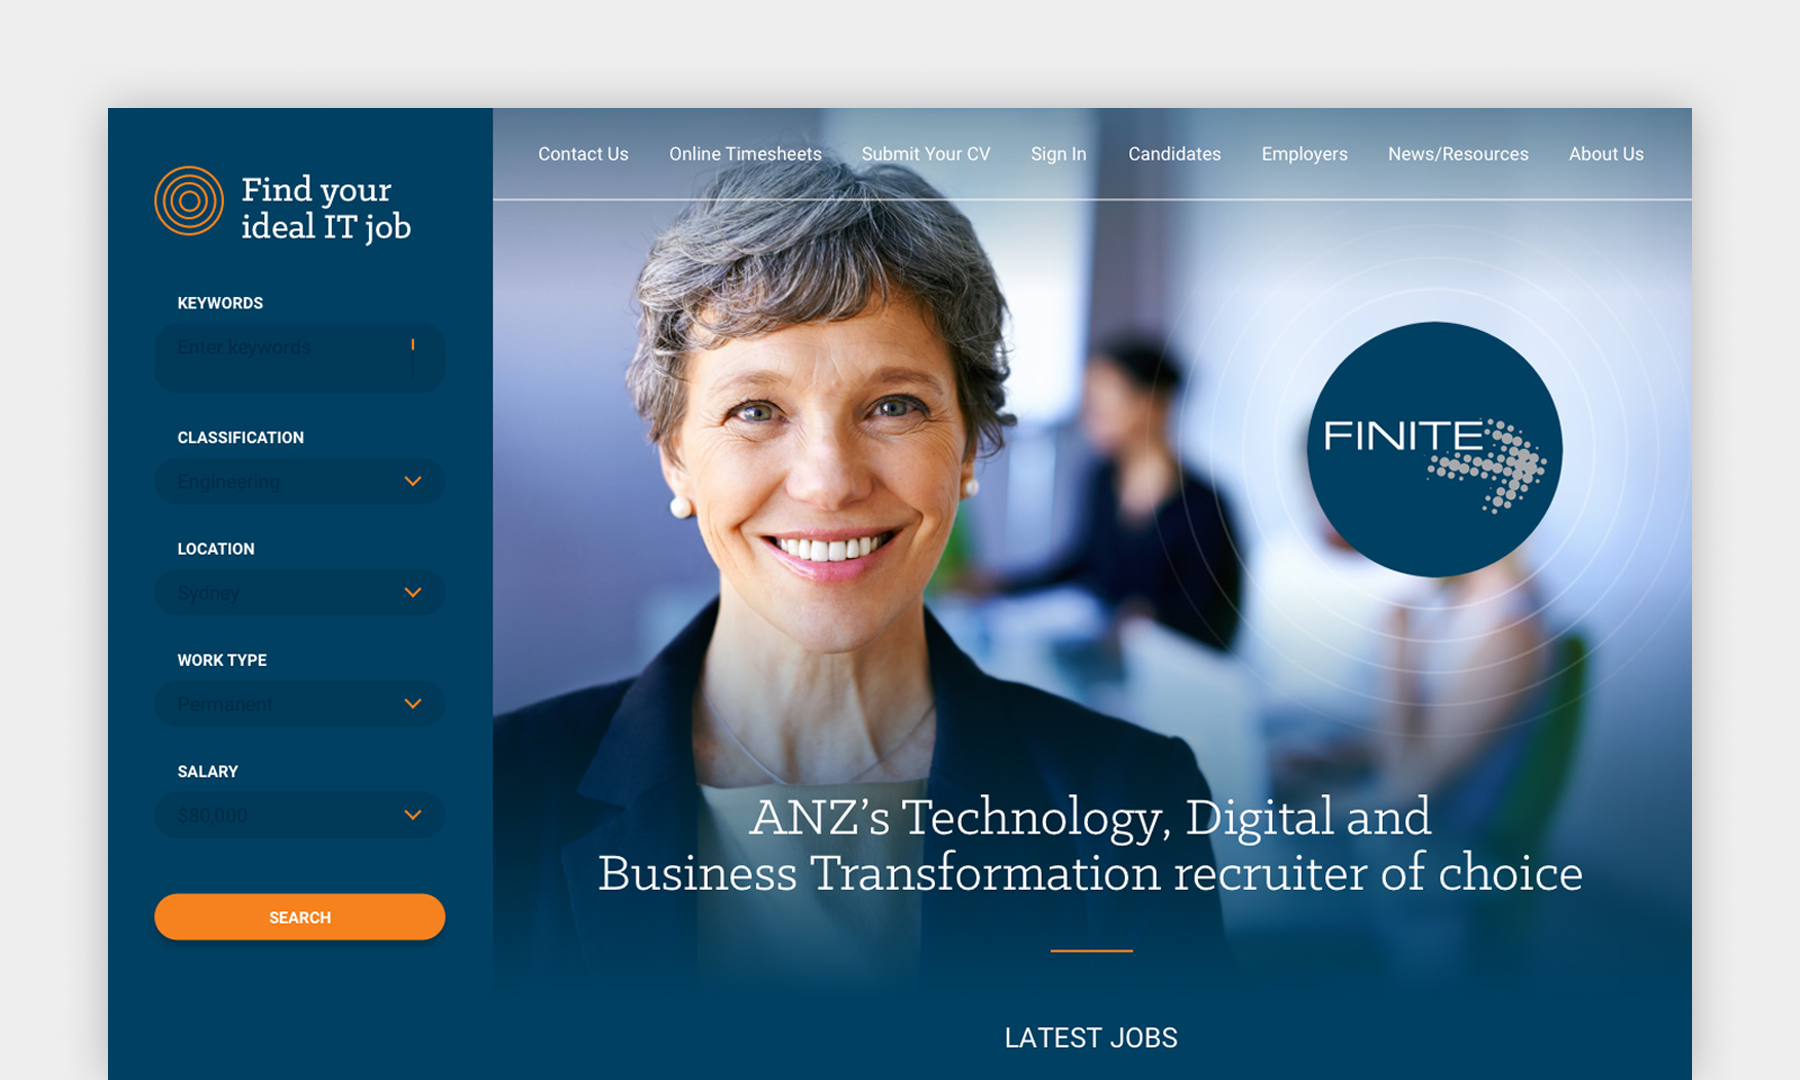 Find your
ideal IT job
KEYWORDS
Enter keywords
CLASSIFICATION
Engineering
LOCATION
Sydney
WORK TYPE
Permanent
SALARY
$80,000
SEARCH
Contact Us Online Timesheets Submit Your CV Sign In Candidates Employers News/Resources About Us
FINITE
ANZ’s Technology, Digital and
Business Transformation recruiter of choice
LATEST JOBS